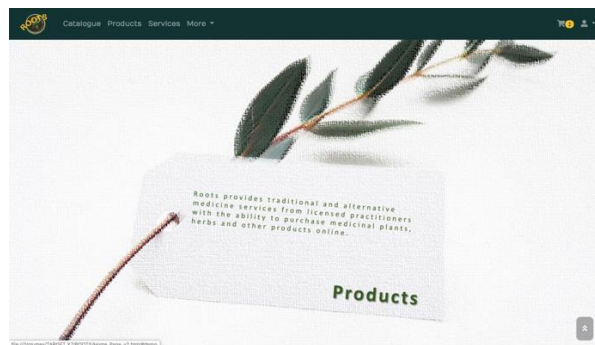 ROOTS
Catalogue Products Services More
2
Roots provides traditional and alternative
medicine services from licensed practitioners
with the ability to purchase medicinal plants,
herbs and other products online.
Products